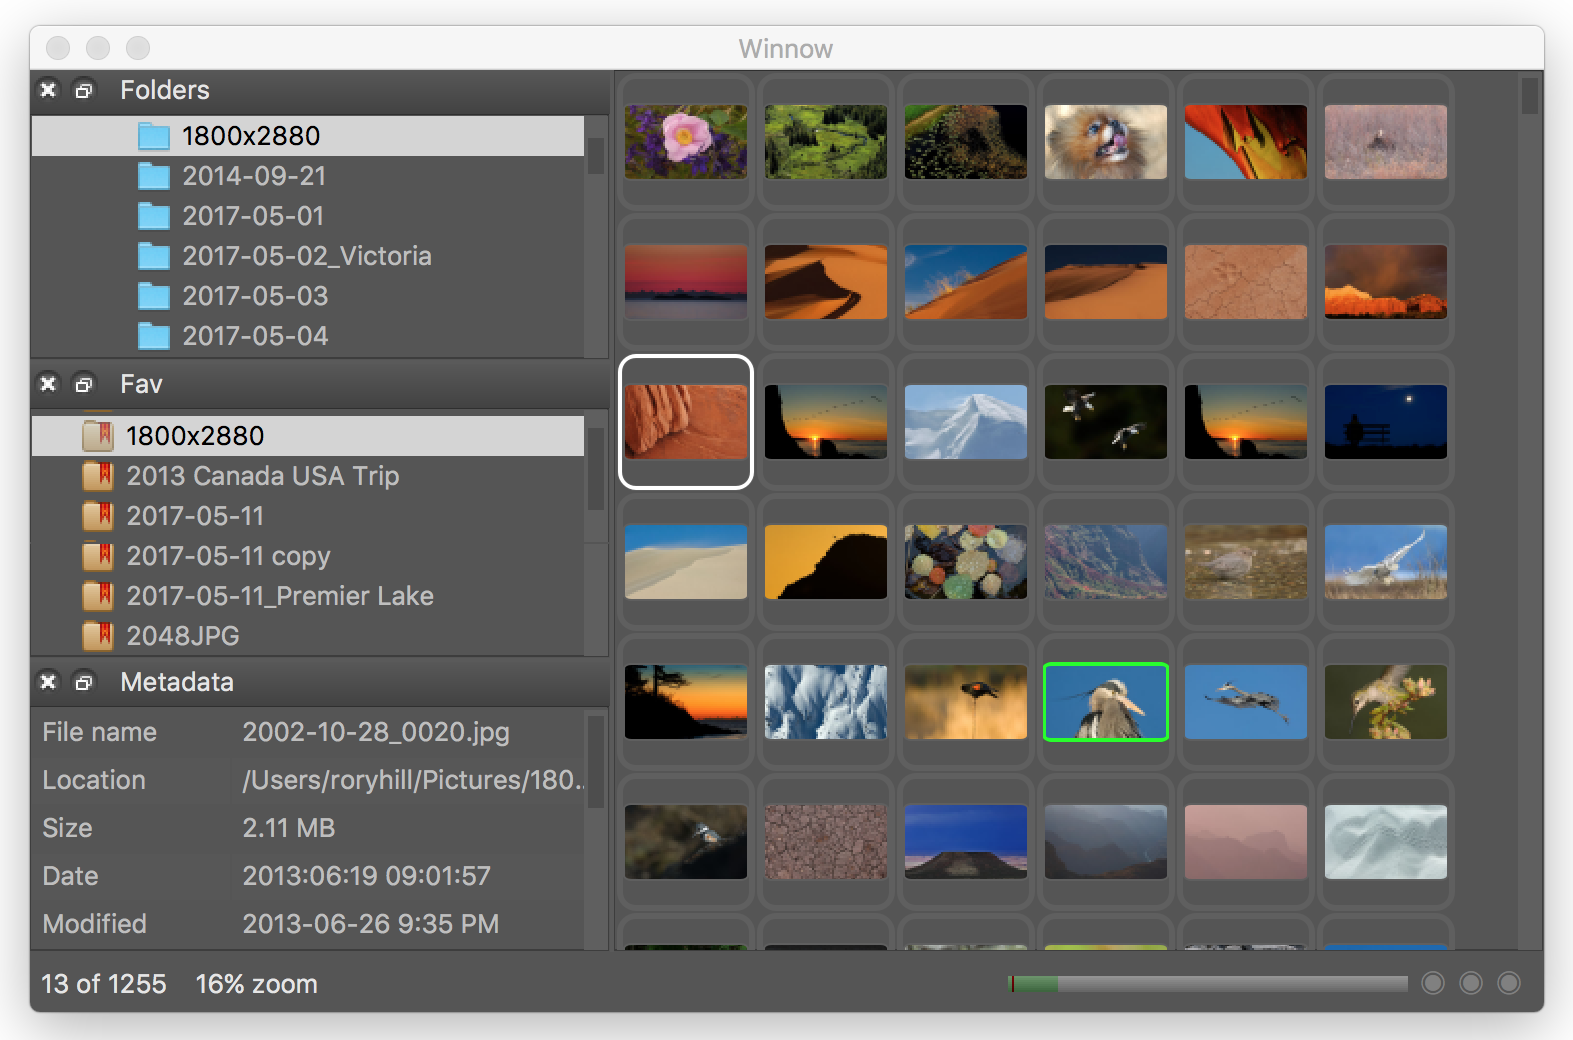 Winnow
Folders
1800x2880
2014-09-21
2017-05-01
2017-05-02_Victoria
2017-05-03
2017-05-04
Fav
1800x2880
2013 Canada USA Trip
2017-05-11
2017-05-11 copy
2017-05-11_Premier Lake
2048JPG
Metadata
File name 2002-10-28_0020.jpg
Location /Users/roryhill/Pictures/180..
Size 2.11 MB
Date 2013:06:19 09:01:57
Modified 2013-06-26 9:35 PM
13 of 1255 16% zoom